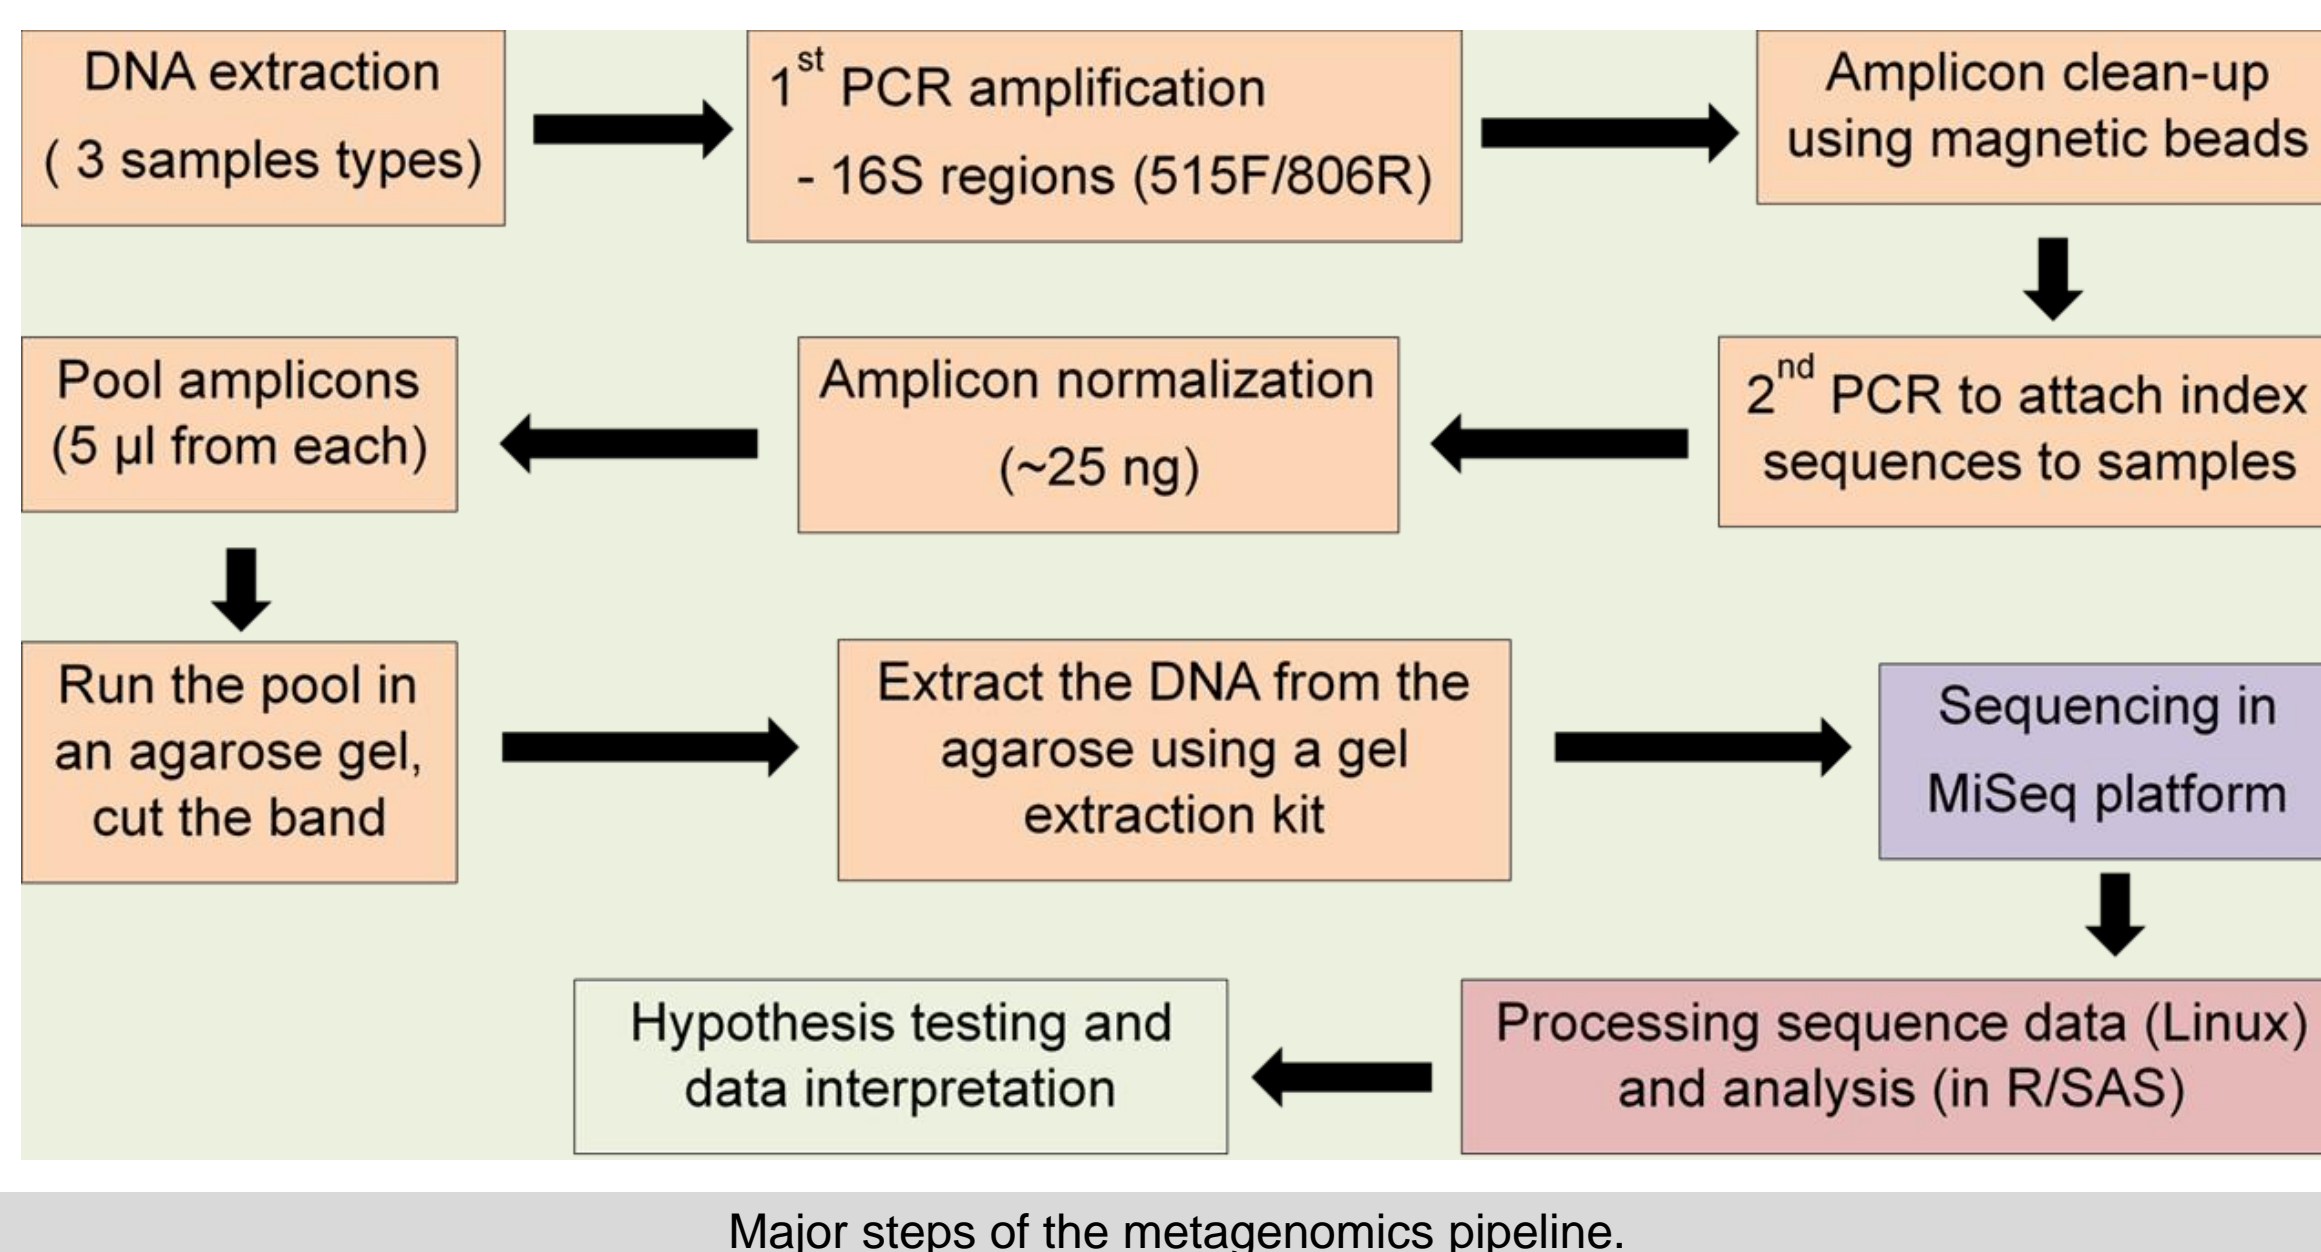 DNA extraction
( 3 samples types)
1st PCR amplification
- 16S regions (515F/806R)
Amplicon clean-up
using magnetic beads
2nd PCR to attach index
sequences to samples
Amplicon normalization
(~25 ng)
Pool amplicons
(5 µl from each)
Run the pool in
an agarose gel,
cut the band
Extract the DNA from the
agarose using a gel
extraction kit
Sequencing in
MiSeq platform
Processing sequence data (Linux)
and analysis (in R/SAS)
Hypothesis testing and
data interpretation
Major steps of the metagenomics pipeline.